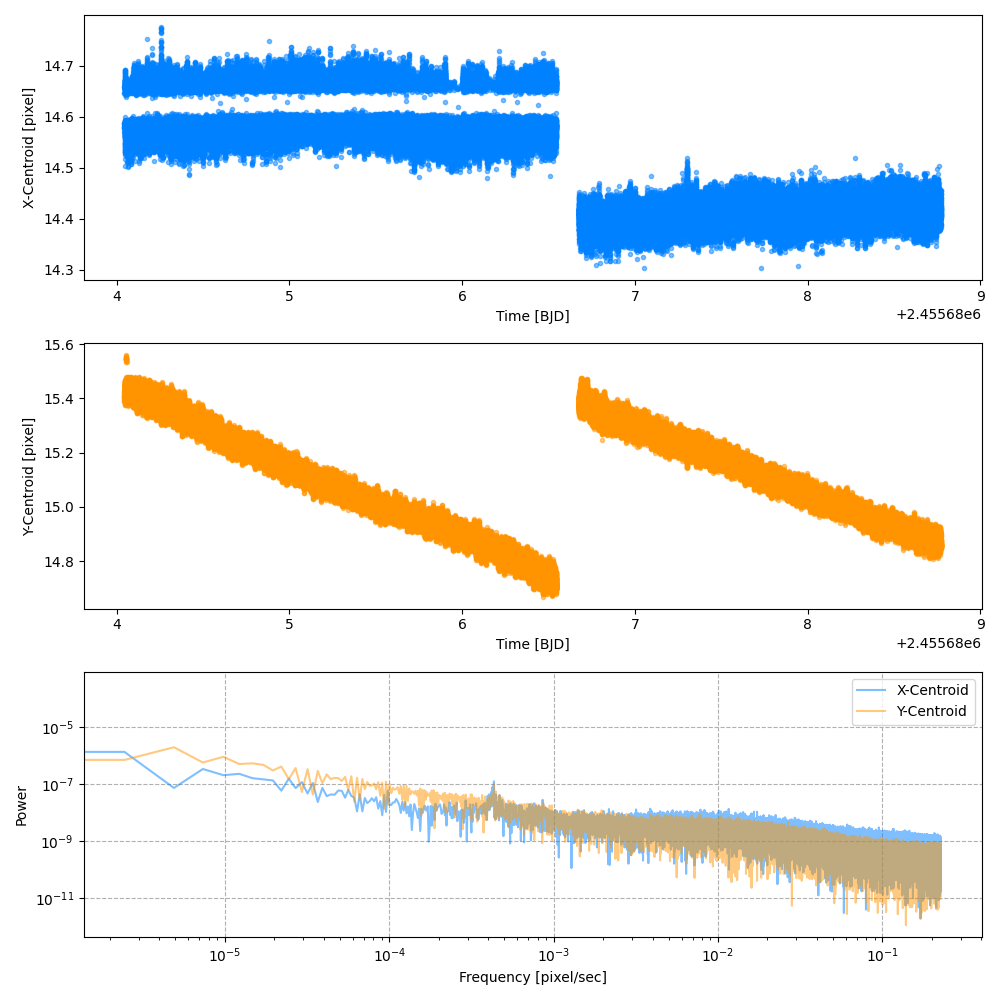 X-Centroid [pixel]
14.7
14.6
14.5
14.4
14.3
4 5 6 7 8 9
Time [BJD]
+2.45568e6
Y-Centroid [pixel]
15.6
15.4
15.2
15.0
14.8
4 5 6 7 8 9
Time [BJD]
+2.45568e6
Power
10⁻⁵
10⁻⁷
10⁻⁹
10⁻¹¹
X-Centroid
Y-Centroid
10⁻⁵ 10⁻⁴ 10⁻³ 10⁻² 10⁻¹
Frequency [pixel/sec]